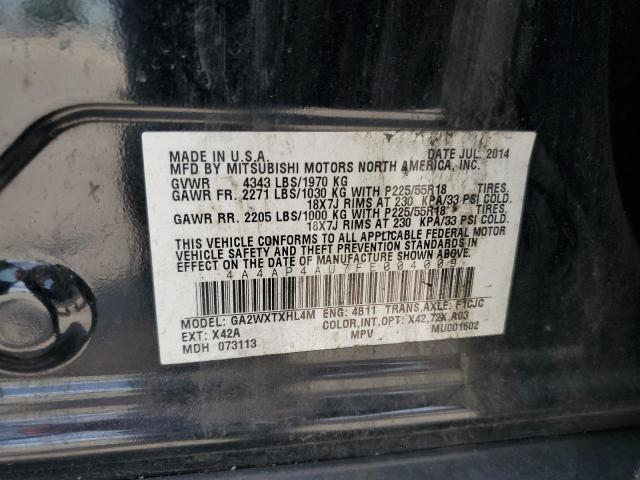 MADE IN U.S.A. DATE JUL. 2014
MFD BY MITSUBISHI MOTORS NORTH AMERICA, INC.
GVWR 4343 LBS/1970 KG
GAWR FR. 2271 LBS/1030 KG WITH P225/55R18 TIRES,
18X7J RIMS AT 230 KPA/33 PSI COLD.
GAWR RR. 2205 LBS/1000 KG WITH P225/55R18 TIRES,
18X7J RIMS AT 230 KPA/33 PSI COLD.
THIS VEHICLE CONFORMS TO ALL APPLICABLE FEDERAL MOTOR
VEHICLE SAFETY AND THEFT PREVENTION STANDARDS IN
EFFECT ON THE DATE OF MANUFACTURE SHOWN ABOVE.
4A4AP4AU7FE004009
MODEL: GA2WXTXHL4M ENG: 4B11 TRANS,AXLE: F1CJC
EXT: X42A COLOR,INT,OPT: X42,72X,A03
MDH 073113 MPV MU001602